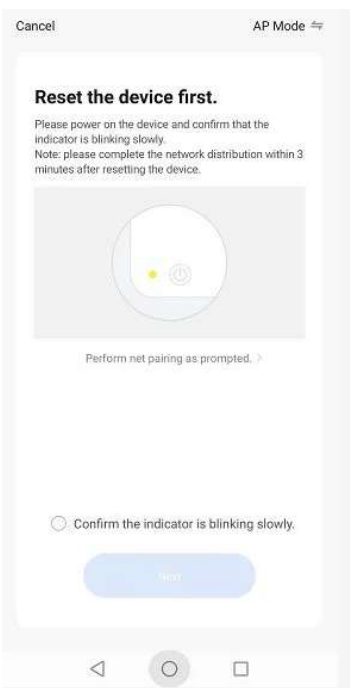 Cancel
AP Mode
Reset the device first.
Please power on the device and confirm that the
indicator is blinking slowly.
Note: please complete the network distribution within 3
minutes after resetting the device.
Perform net pairing as prompted. >
Confirm the indicator is blinking slowly.
Next